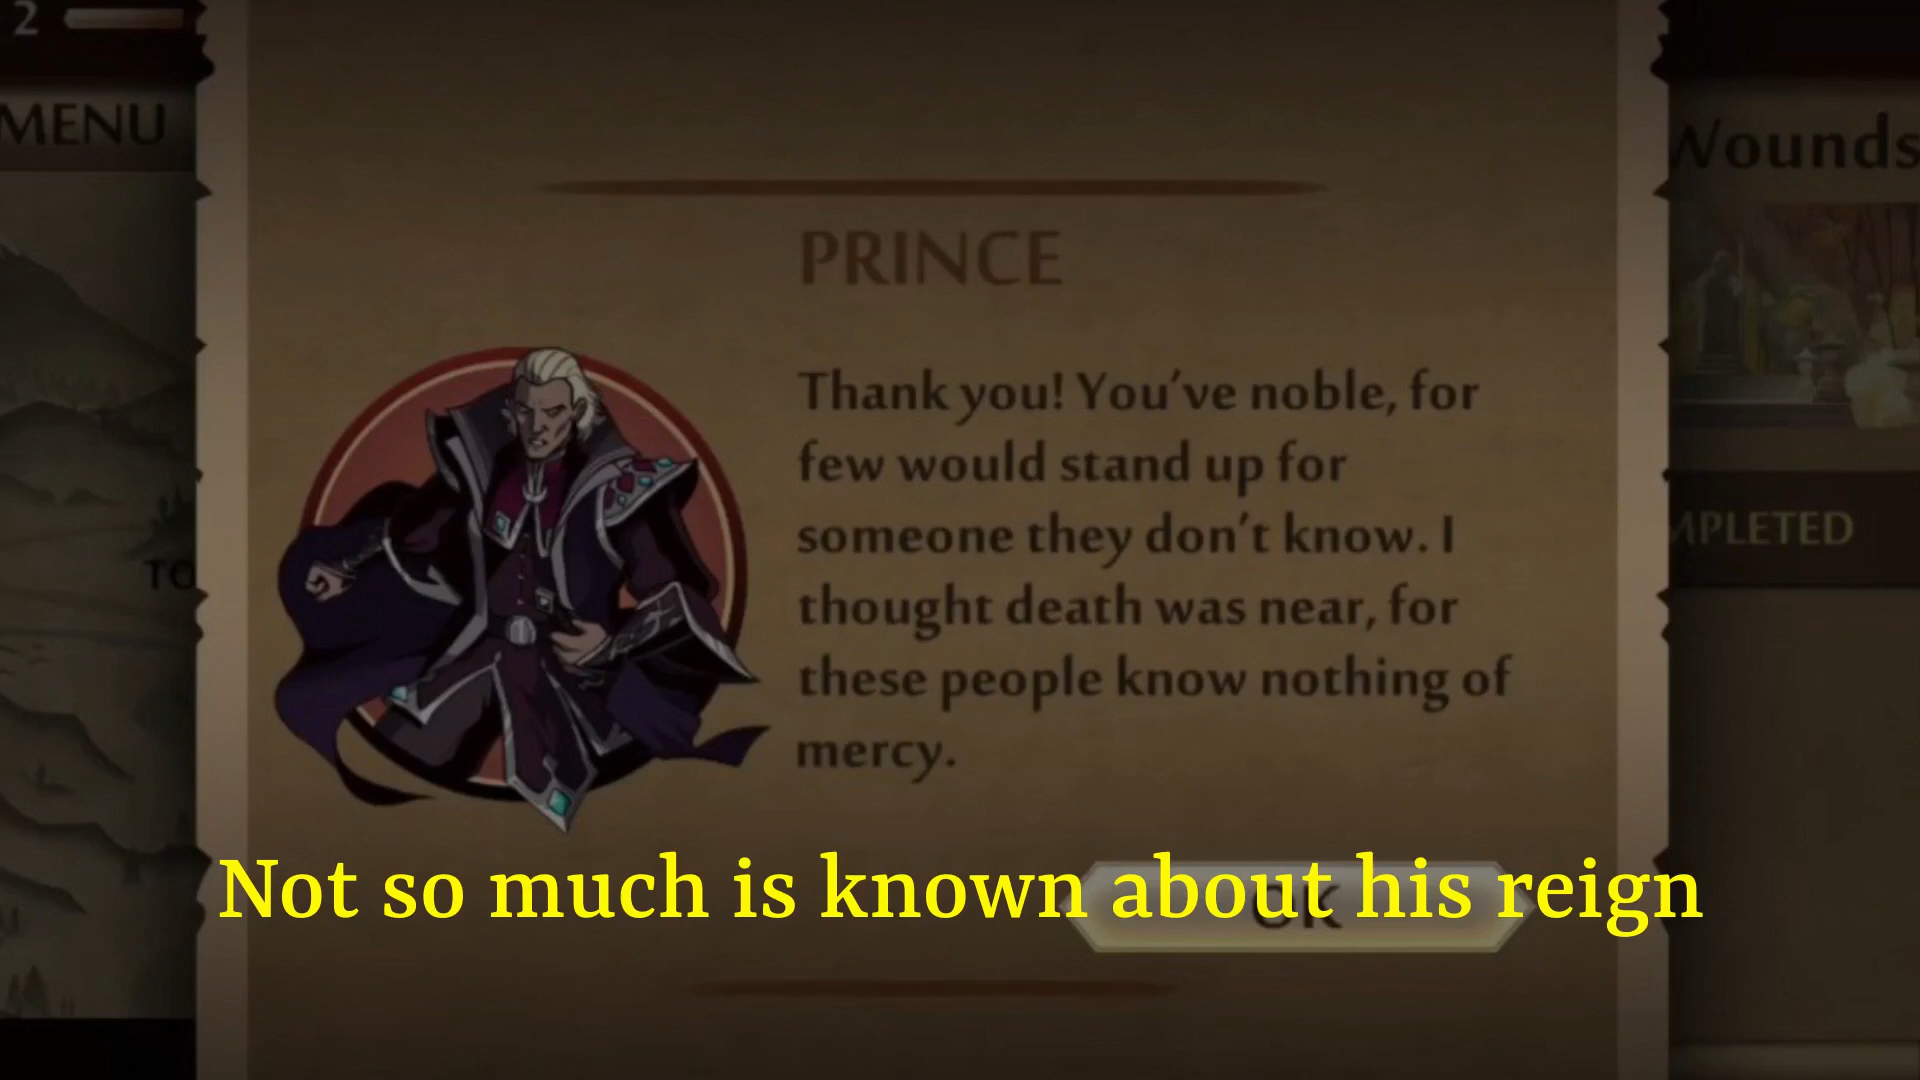 2
MENU
Wounds
PRINCE
Thank you! You've noble, for
few would stand up for
someone they don't know. I
thought death was near, for
these people know nothing of
mercy.
TO
MPLETED
OK
Not so much is known about his reign